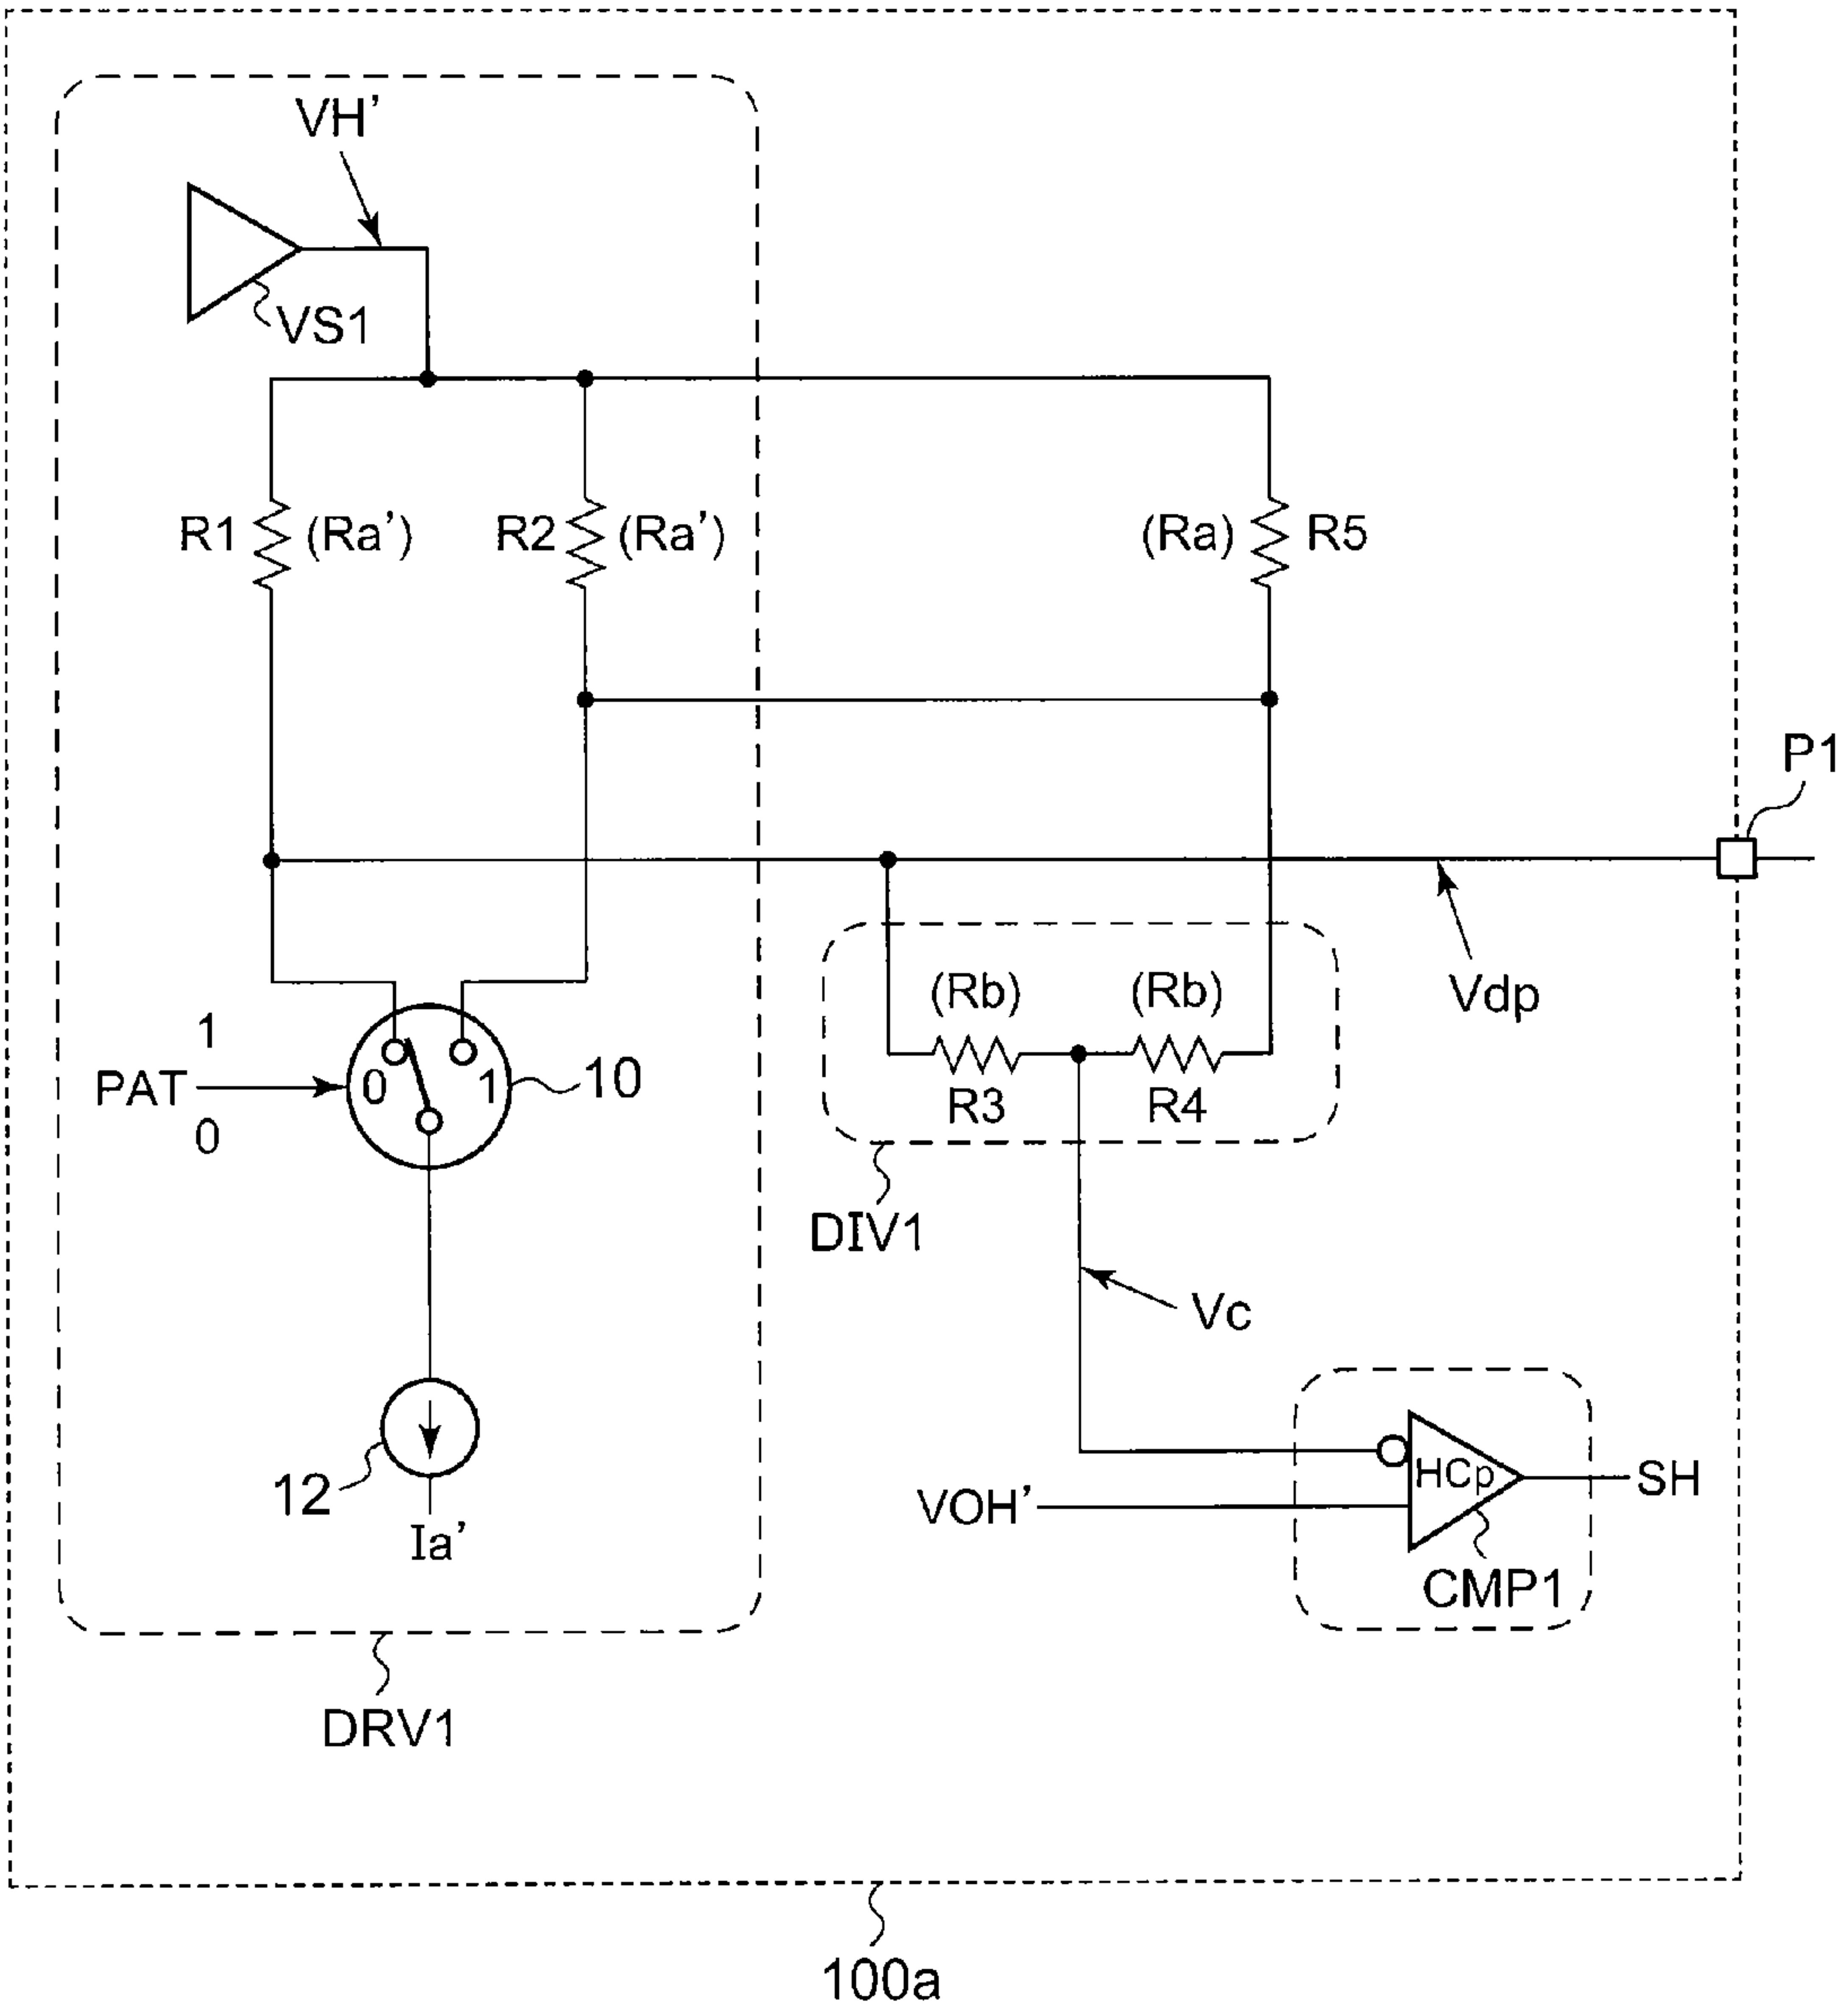 VH’
VS1
R1 (Ra’) R2 (Ra’) (Ra) R5
P1
Vdp
(Rb) (Rb)
R3 R4
1
PAT
0
0 1
10
DIV1
Vc
HCp
SH
VOH’
CMP1
12
Ia’
DRV1
100a